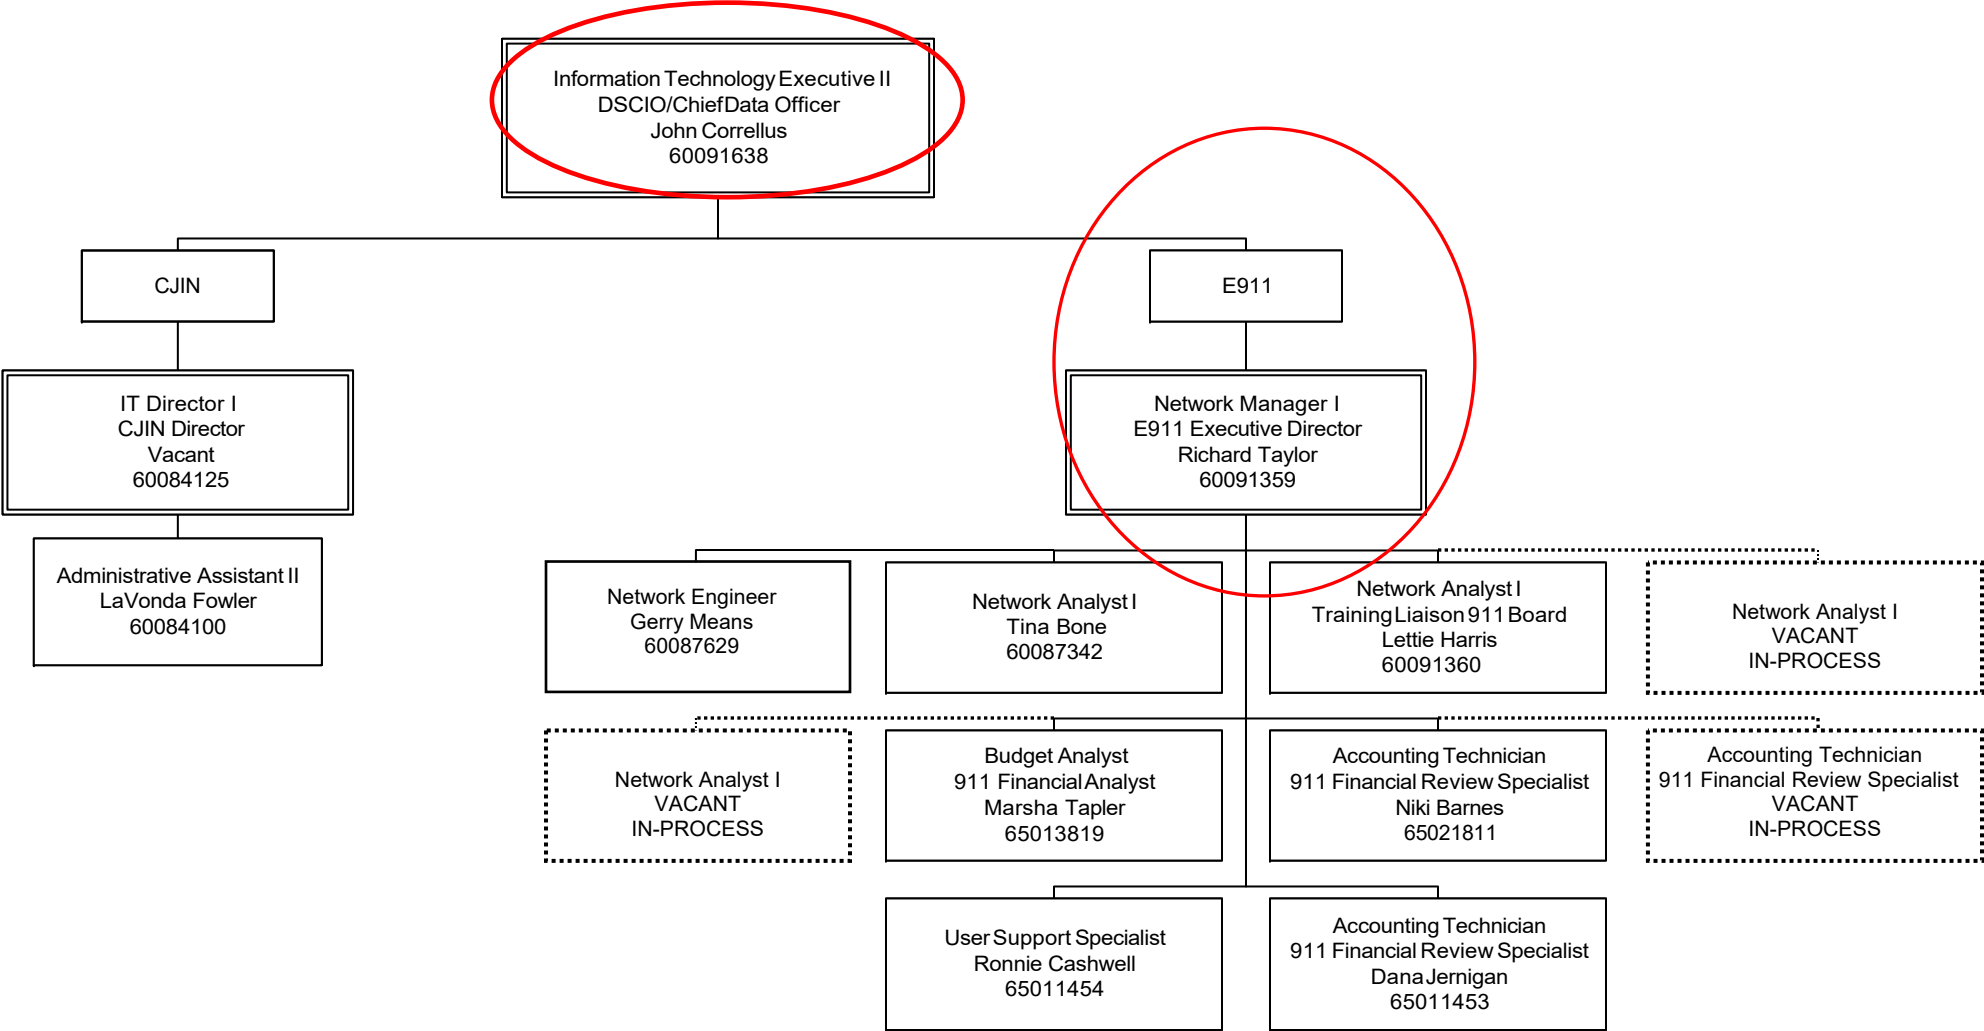 Information Technology Executive II
DSCIO/Chief Data Officer
John Correllus
60091638
CJIN
E911
IT Director I
CJIN Director
Vacant
60084125
Network Manager I
E911 Executive Director
Richard Taylor
60091359
Administrative Assistant II
LaVonda Fowler
60084100
Network Engineer
Gerry Means
60087629
Network Analyst I
Tina Bone
60087342
Network Analyst I
Training Liaison 911 Board
Lettie Harris
60091360
Network Analyst I
VACANT
IN-PROCESS
Network Analyst I
VACANT
IN-PROCESS
Budget Analyst
911 Financial Analyst
Marsha Tapler
65013819
Accounting Technician
911 Financial Review Specialist
Niki Barnes
65021811
Accounting Technician
911 Financial Review Specialist
VACANT
IN-PROCESS
User Support Specialist
Ronnie Cashwell
65011454
Accounting Technician
911 Financial Review Specialist
Dana Jernigan
65011453